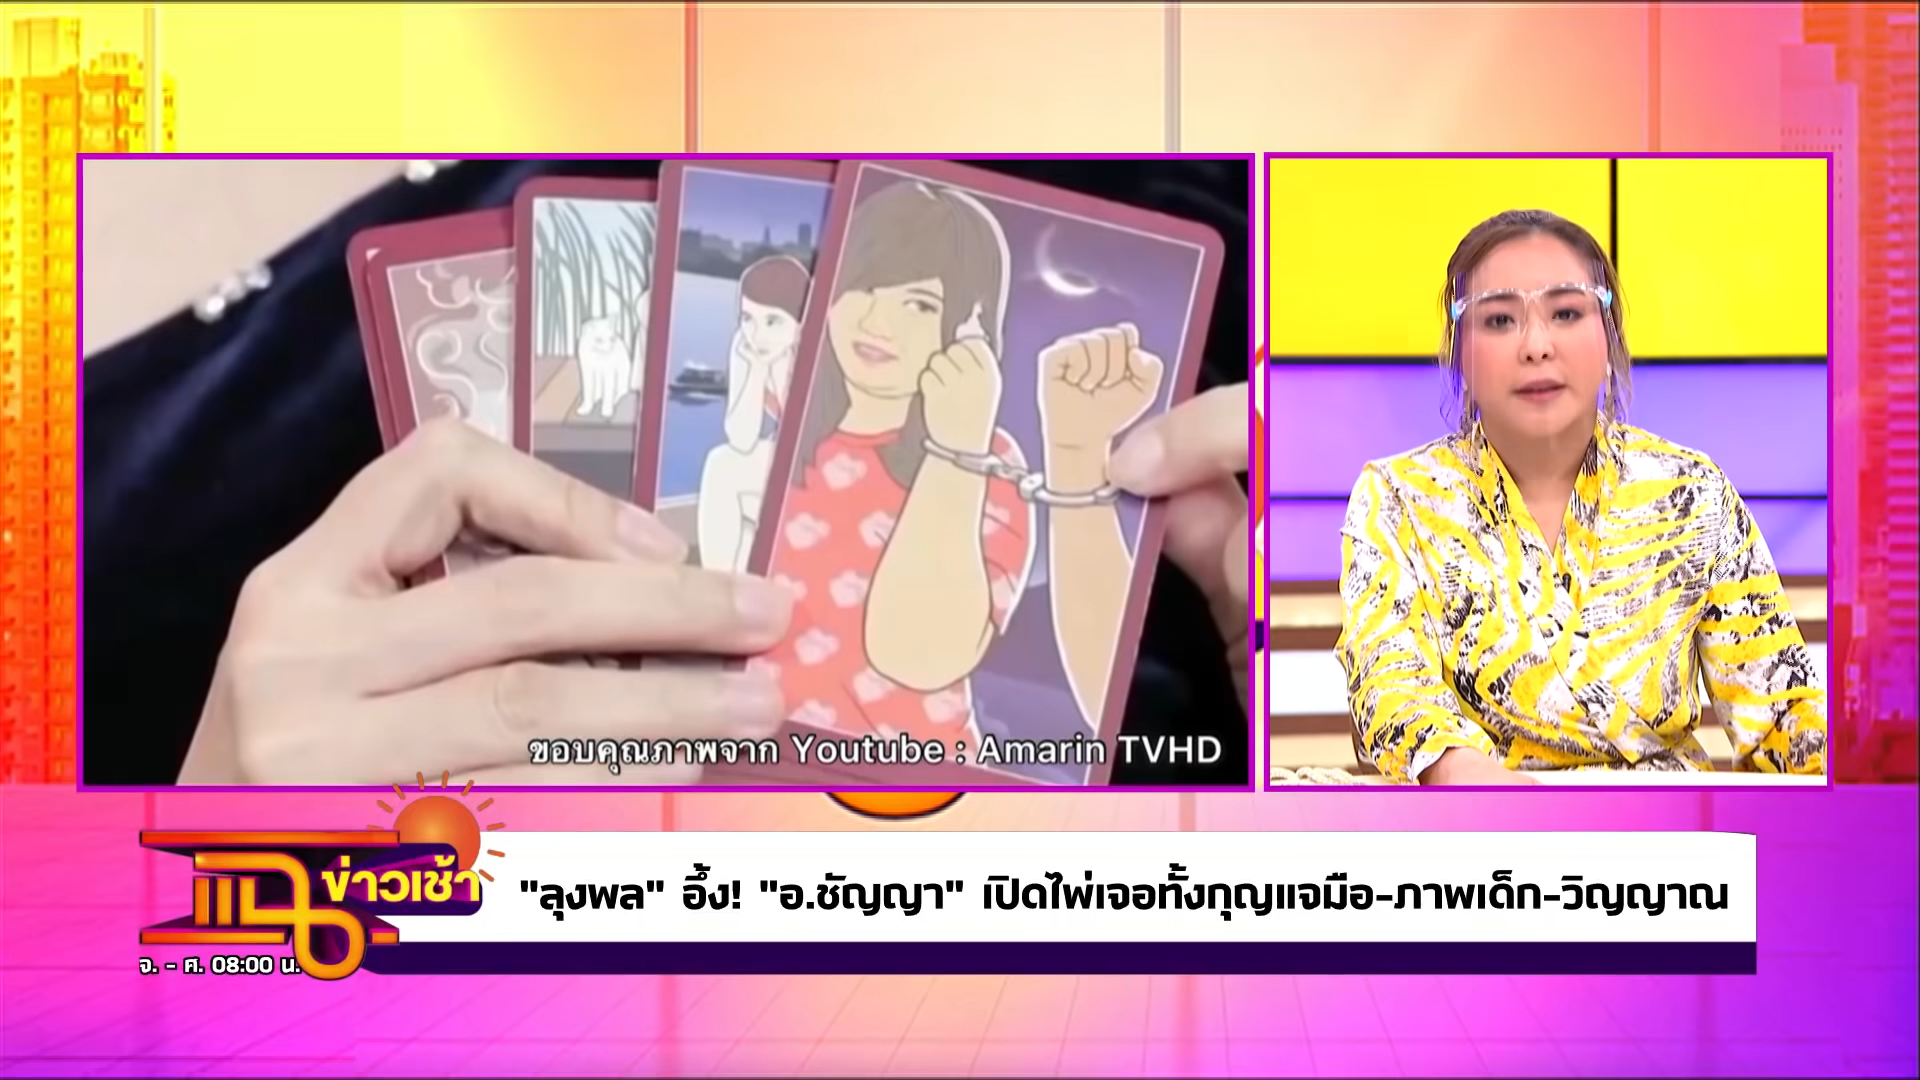 ขอบคุณภาพจาก Youtube : Amarin TVHD
แฉ ข่าวเช้า
"ลุงพล" อึ้ง! "อ.ชัญญา" เปิดไพ่เจอทั้งกุญแจมือ-ภาพเด็ก-วิญญาณ
จ. - ศ. 08:00 น.